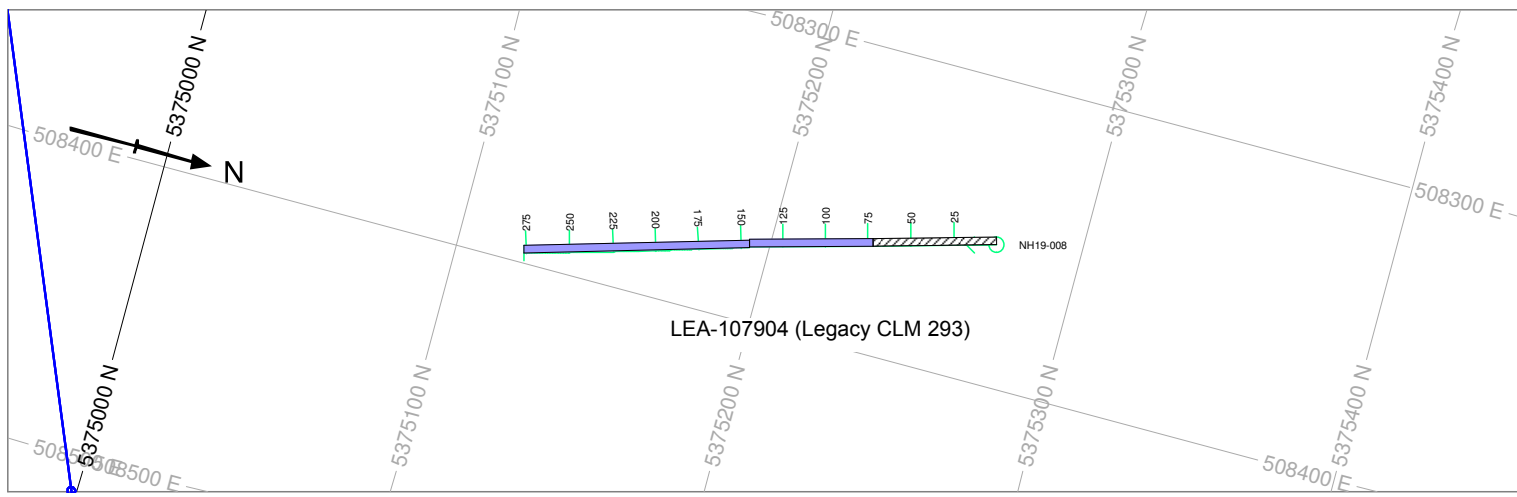 508300 E
5375000 N
5375100 N
5375200 N
5375300 N
5375400 N
508400 E
N
508300 E
275
250
225
200
175
150
125
100
75
50
25
NH19-008
LEA-107904 (Legacy CLM 293)
5375000 N
5375100 N
5375200 N
5375300 N
5375400 N
508500 E
508500 E
508400 E